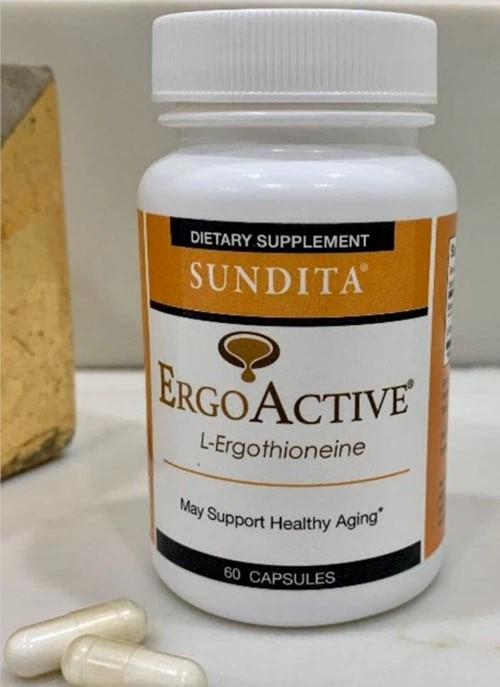 DIETARY SUPPLEMENT
SUNDITA®
ERGOACTIVE®
L-Ergothioneine
May Support Healthy Aging*
60 CAPSULES